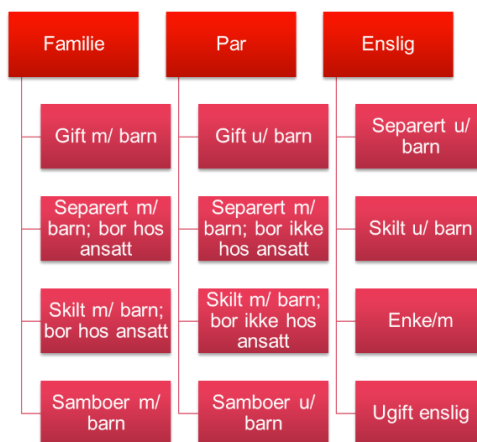 Familie
Gift m/ barn
Separert m/
barn; bor hos
ansatt
Skilt m/ barn;
bor hos ansatt
Samboer m/
barn
Par
Gift u/ barn
Separert m/
barn; bor ikke
hos ansatt
Skilt m/ barn;
bor ikke hos
ansatt
Samboer u/
barn
Enslig
Separert u/
barn
Skilt u/ barn
Enke/m
Ugift enslig